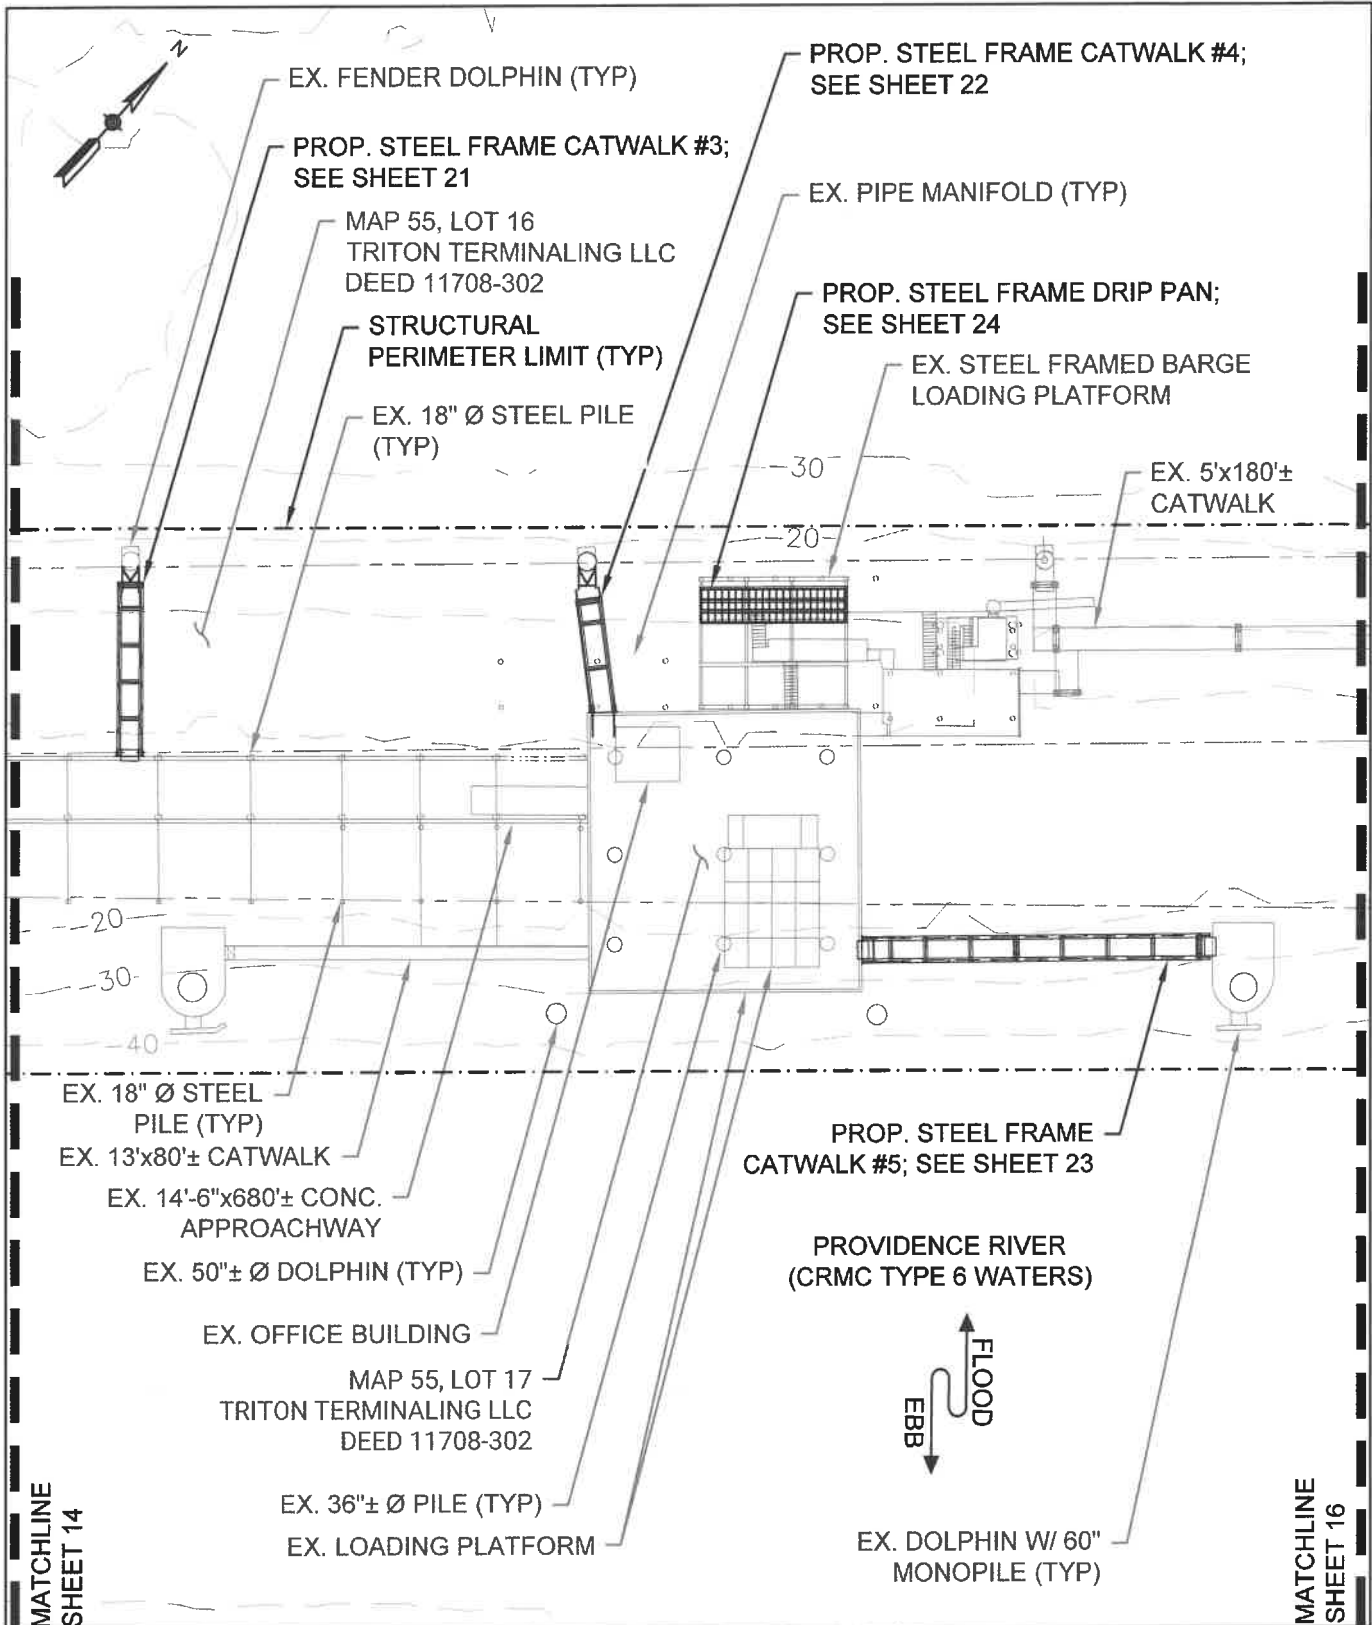 N
EX. FENDER DOLPHIN (TYP)
PROP. STEEL FRAME CATWALK #4;
SEE SHEET 22
PROP. STEEL FRAME CATWALK #3;
SEE SHEET 21
EX. PIPE MANIFOLD (TYP)
MAP 55, LOT 16
TRITON TERMINALING LLC
DEED 11708-302
PROP. STEEL FRAME DRIP PAN;
SEE SHEET 24
STRUCTURAL
PERIMETER LIMIT (TYP)
EX. STEEL FRAMED BARGE
LOADING PLATFORM
EX. 18" Ø STEEL PILE
(TYP)
-30
EX. 5'x180'±
CATWALK
-20
-20
-30
-40
EX. 18" Ø STEEL
PILE (TYP)
EX. 13'x80'± CATWALK
EX. 14'-6"x680'± CONC.
APPROACHWAY
EX. 50"± Ø DOLPHIN (TYP)
EX. OFFICE BUILDING
MAP 55, LOT 17
TRITON TERMINALING LLC
DEED 11708-302
EX. 36"± Ø PILE (TYP)
EX. LOADING PLATFORM
PROP. STEEL FRAME
CATWALK #5; SEE SHEET 23
PROVIDENCE RIVER
(CRMC TYPE 6 WATERS)
FLOOD
EBB
EX. DOLPHIN W/ 60"
MONOPILE (TYP)
MATCHLINE
SHEET 14
MATCHLINE
SHEET 16